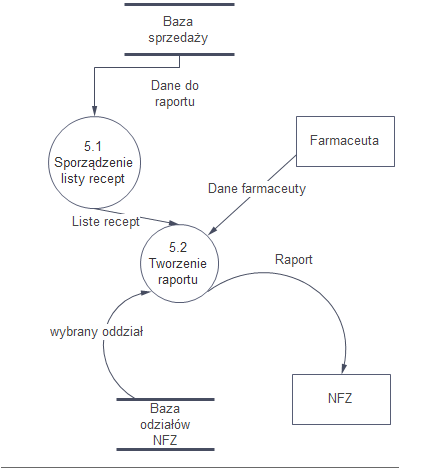 Baza
sprzedaży
Dane do
raportu
5.1
Sporządzenie
listy recept
Farmaceuta
Dane farmaceuty
Liste recept
5.2
Tworzenie
raportu
Raport
wybrany oddział
NFZ
Baza
odziałów
NFZ